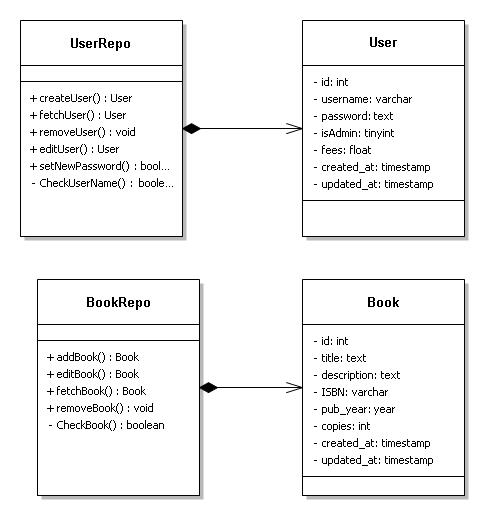 UserRepo
+ createUser() : User
+ fetchUser() : User
+ removeUser() : void
+ editUser() : User
+ setNewPassword() : bool...
- CheckUserName() : boole...
User
- id: int
- username: varchar
- password: text
- isAdmin: tinyint
- fees: float
- created_at: timestamp
- updated_at: timestamp
BookRepo
+ addBook() : Book
+ editBook() : Book
+ fetchBook() : Book
+ removeBook() : void
- CheckBook() : boolean
Book
- id: int
- title: text
- description: text
- ISBN: varchar
- pub_year: year
- copies: int
- created_at: timestamp
- updated_at: timestamp